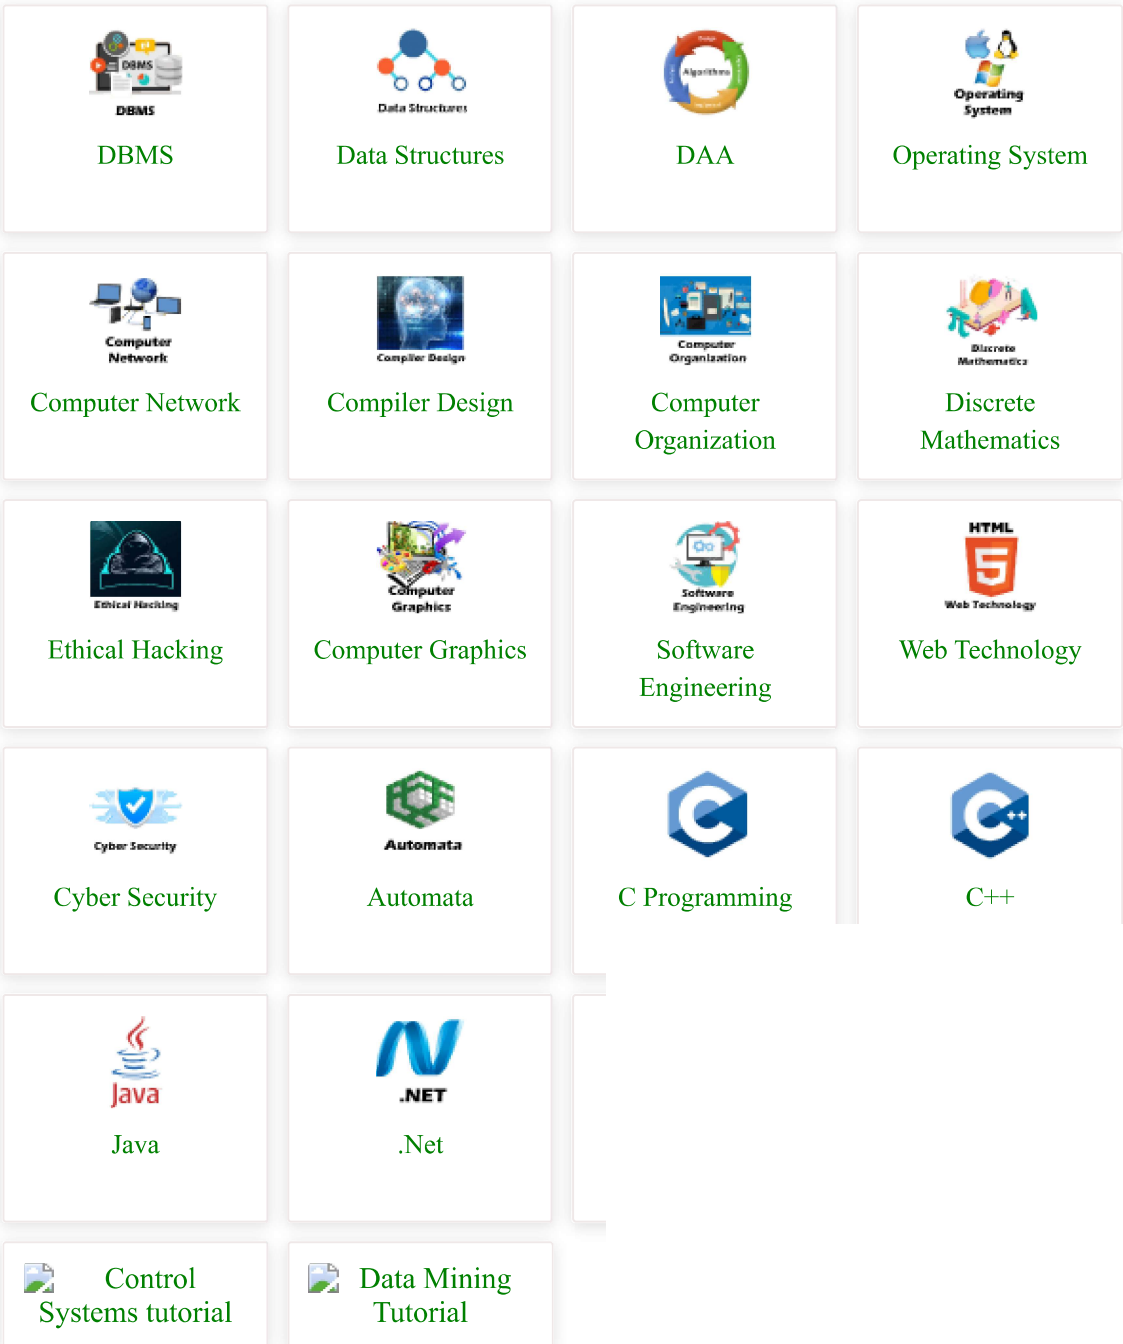 DBMS
DBMS
DBMS
Data Structures
Data Structures
Algorithms
DAA
Operating
System
Operating System
Computer
Network
Computer Network
Compiler Design
Compiler Design
Computer
Organization
Computer
Organization
Discrete
Mathematics
Discrete
Mathematics
Ethical Hacking
Ethical Hacking
Computer
Graphics
Computer Graphics
Software
Engineering
Software
Engineering
HTML
5
Web Technology
Web Technology
Cyber Security
Cyber Security
Automata
Automata
C
C Programming
C++
C++
Java
Java
.NET
.Net
Control
Systems tutorial
Data Mining
Tutorial